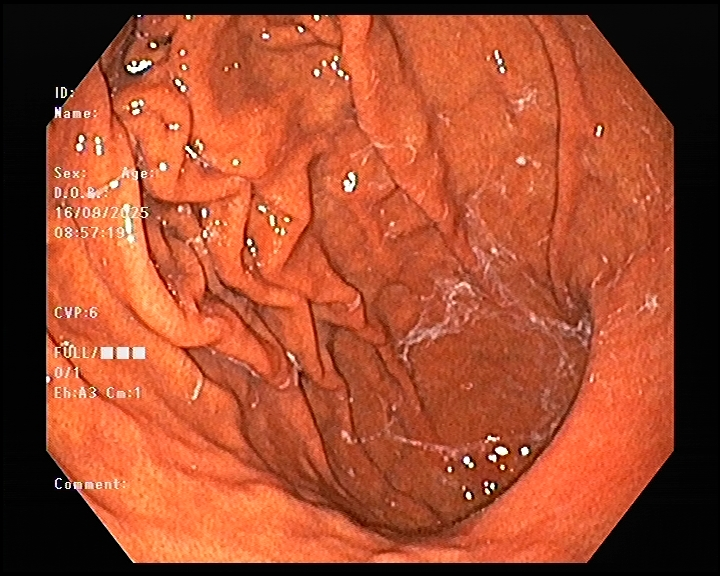 ID:
Name:
Sex: Age:
D.O.B.:
16/08/2025
08:57:19
CVP:6
FULL/■■■
0/1
Eh:A3 Cm:1
Comment: